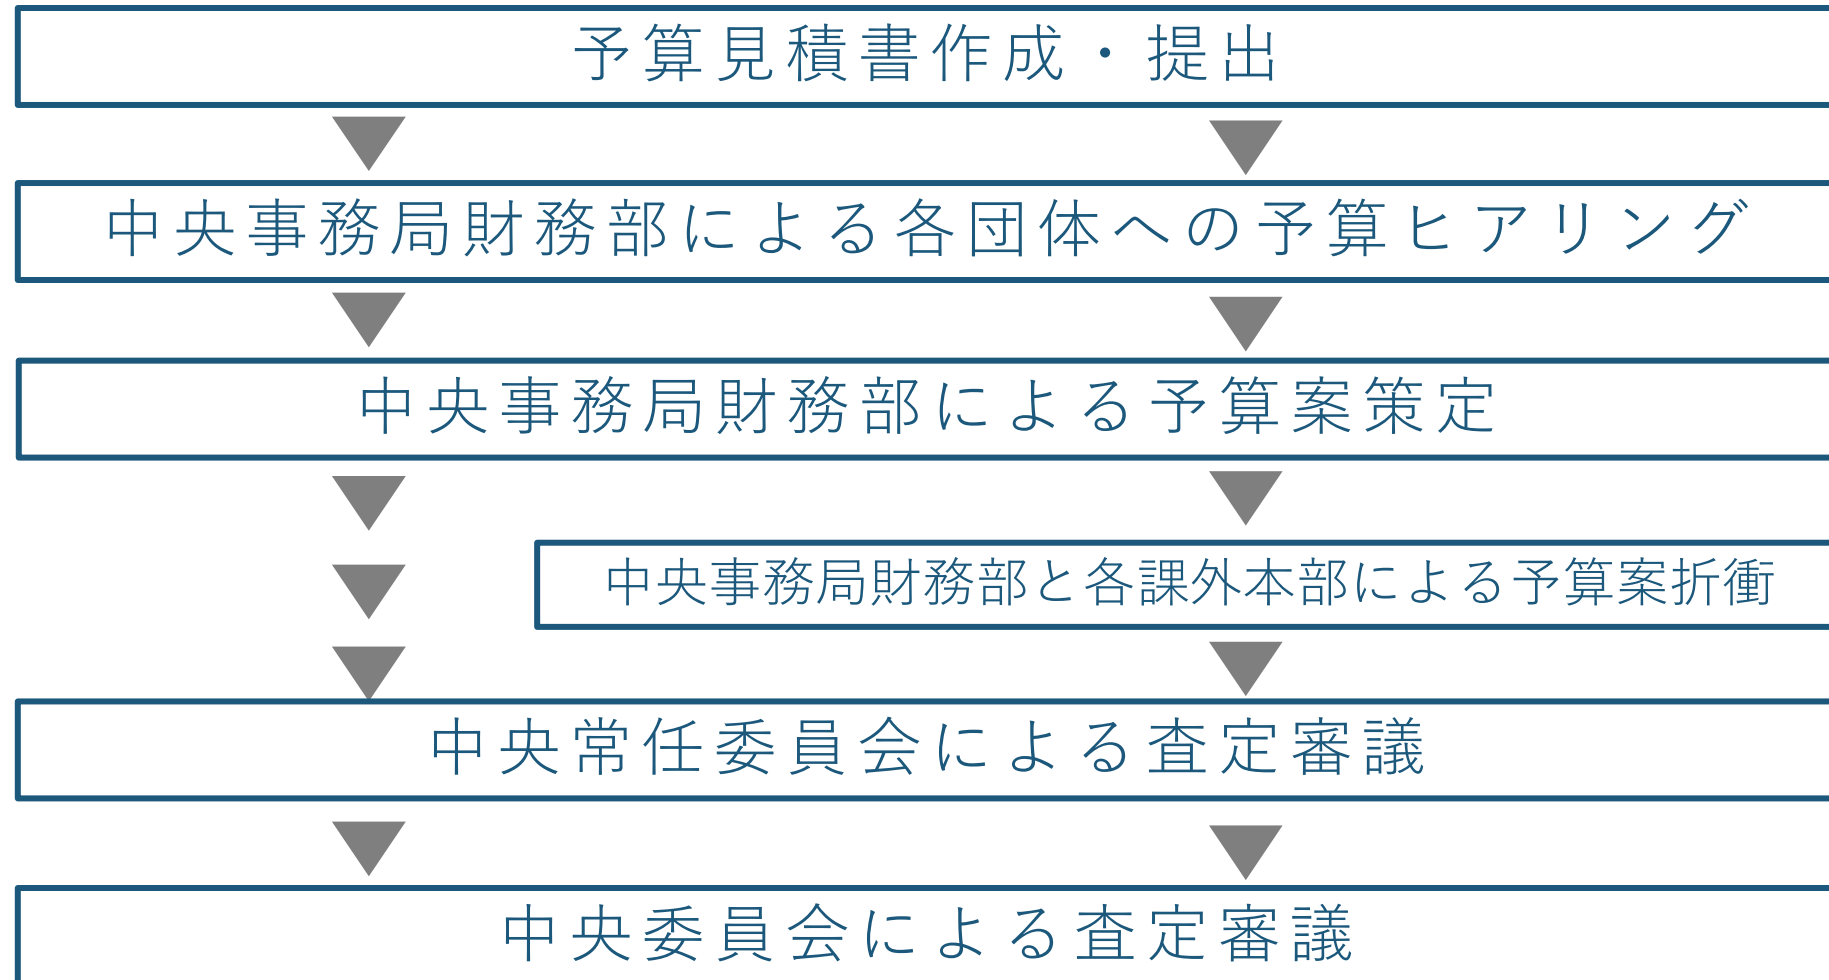 予算見積書作成・提出
中央事務局財務部による各団体への予算ヒアリング
中央事務局財務部による予算案策定
中央事務局財務部と各課外本部による予算案折衝
中央常任委員会による査定審議
中央委員会による査定審議